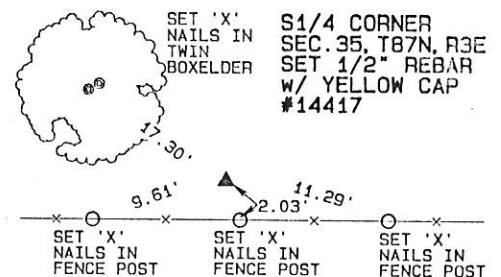 SET 'X'
NAILS IN
TWIN
BOXELDER
S1/4 CORNER
SEC.35, T87N, R3E
SET 1/2" REBAR
W/ YELLOW CAP
#14417
17.30'
9.61'
11.29'
2.03'
SET 'X'
NAILS IN
FENCE POST
SET 'X'
NAILS IN
FENCE POST
SET 'X'
NAILS IN
FENCE POST